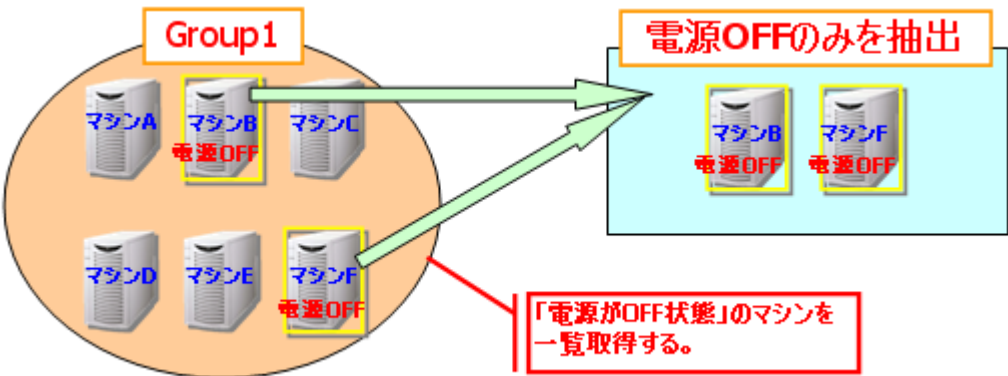 Group1
電源OFFのみを抽出
マシンA
マシンB
電源OFF
マシンC
マシンB
電源OFF
マシンF
電源OFF
マシンD
マシンE
マシンF
電源OFF
「電源がOFF状態」のマシンを
一覧取得する。